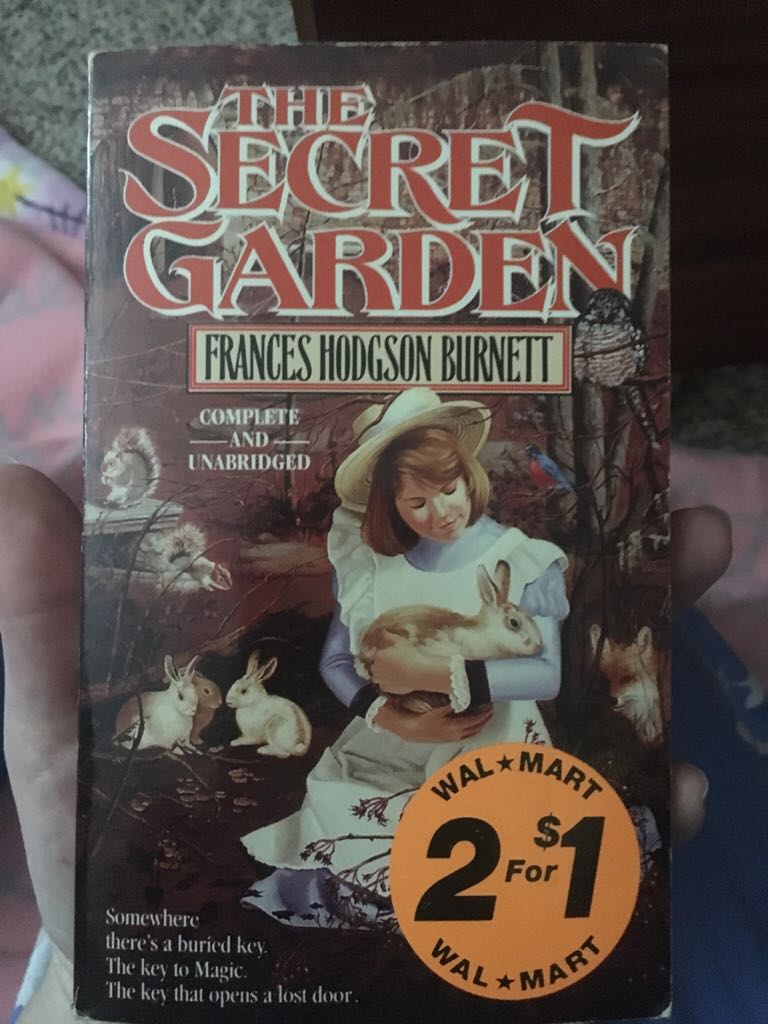 THE
SECRET
GARDEN
FRANCES HODGSON BURNETT
COMPLETE
AND
UNABRIDGED
WAL★MART
2 For $1
WAL★MART
Somewhere
there's a buried key.
The key to Magic.
The key that opens a lost door.